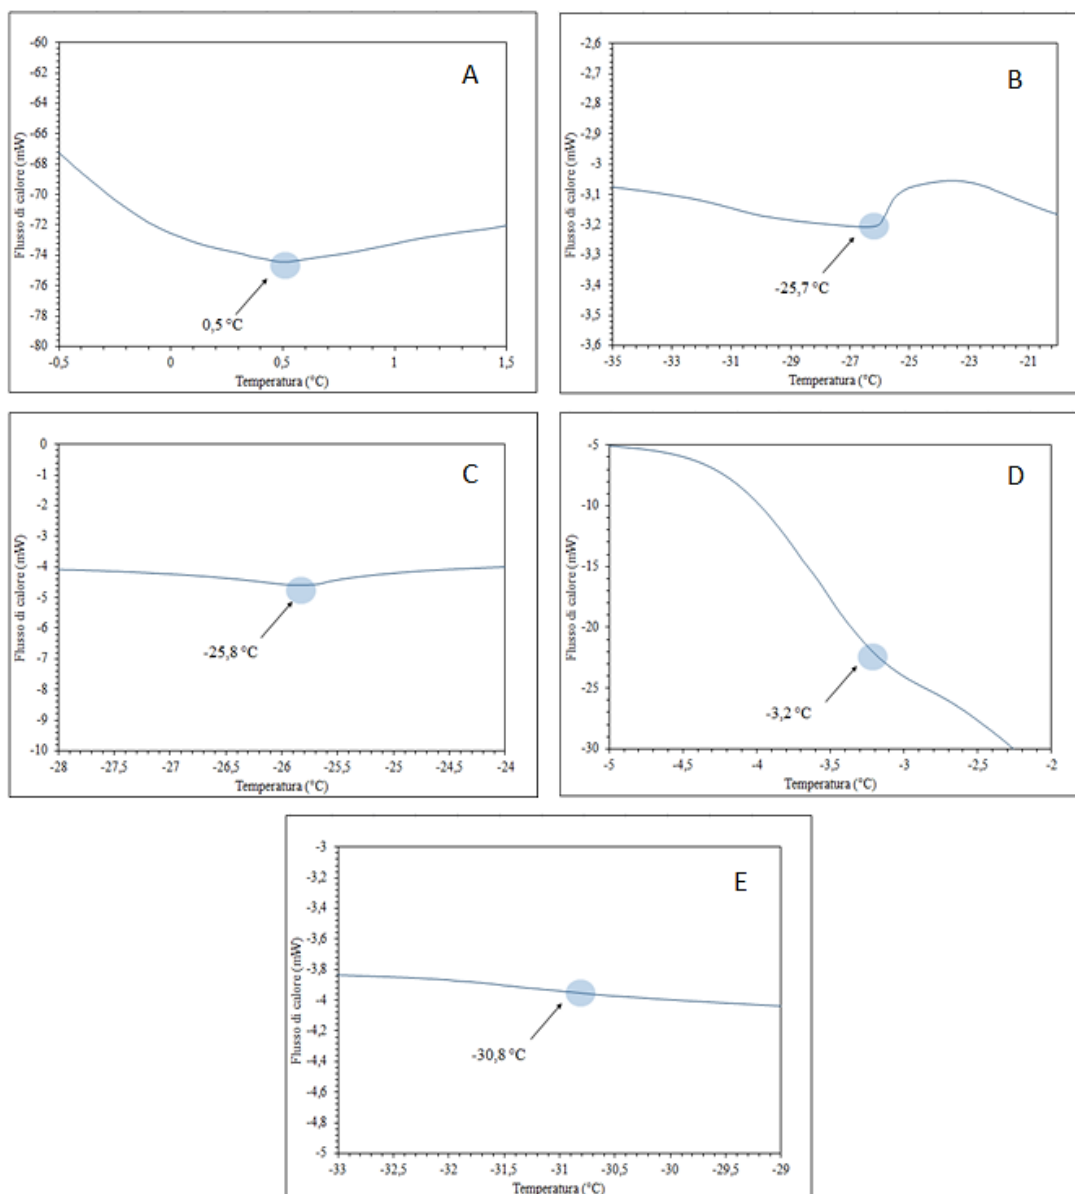 A
Flusso di calore (mW)
-60
-62
-64
-66
-68
-70
-72
-74
-76
-78
-80
0,5 °C
-0,5 0 0,5 1 1,5
Temperatura (°C)
B
Flusso di calore (mW)
-2,6
-2,7
-2,8
-2,9
-3
-3,1
-3,2
-3,3
-3,4
-3,5
-3,6
-25,7 °C
-35 -33 -31 -29 -27 -25 -23 -21
Temperatura (°C)
C
Flusso di calore (mW)
0
-1
-2
-3
-4
-5
-6
-7
-8
-9
-10
-25,8 °C
-28 -27,5 -27 -26,5 -26 -25,5 -25 -24,5 -24
Temperatura (°C)
D
Flusso di calore (mW)
-5
-10
-15
-20
-25
-30
-3,2 °C
-5 -4,5 -4 -3,5 -3 -2,5 -2
Temperatura (°C)
E
Flusso di calore (mW)
-3
-3,2
-3,4
-3,6
-3,8
-4
-4,2
-4,4
-4,6
-4,8
-5
-30,8 °C
-33 -32,5 -32 -31,5 -31 -30,5 -30 -29,5 -29
Temperatura (°C)